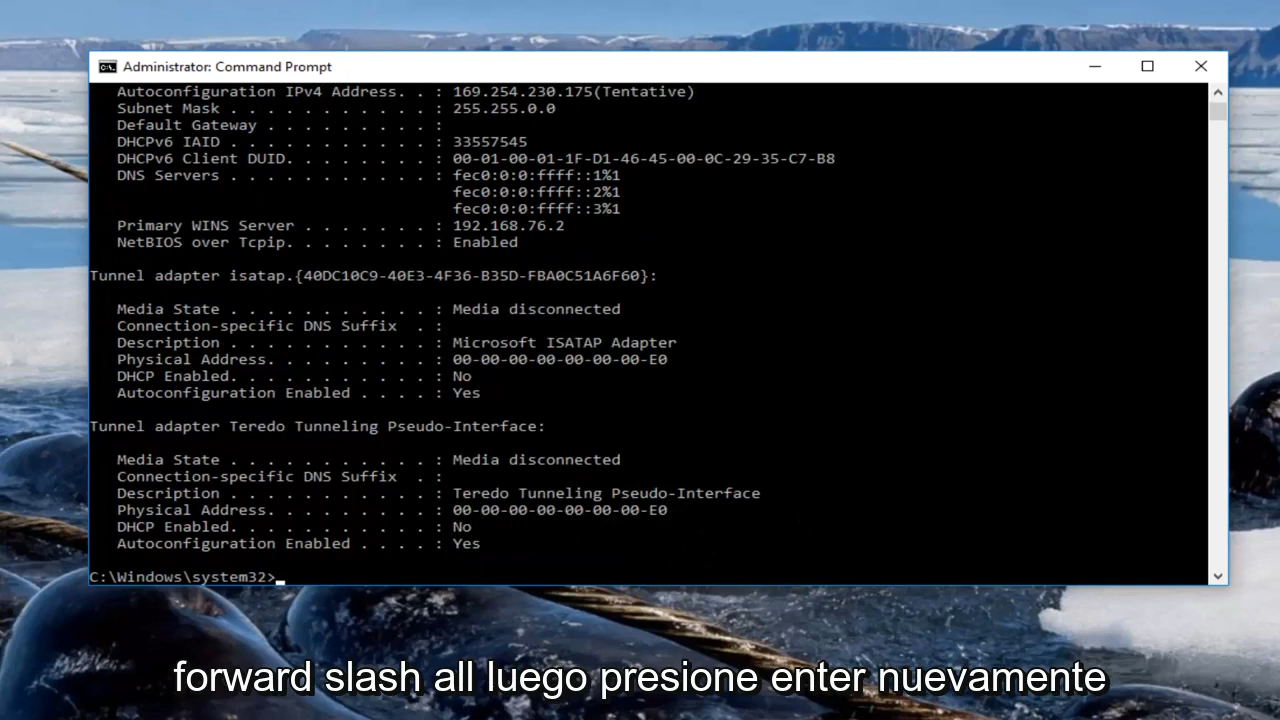 Administrator: Command Prompt
Autoconfiguration IPv4 Address. . : 169.254.230.175(Tentative)
Subnet Mask . . . . . . . . . . . : 255.255.0.0
Default Gateway . . . . . . . . . :
DHCPv6 IAID . . . . . . . . . . . : 33557545
DHCPv6 Client DUID. . . . . . . . : 00-01-00-01-1F-D1-46-45-00-0C-29-35-C7-B8
DNS Servers . . . . . . . . . . . : fec0:0:0:ffff::1%1
fec0:0:0:ffff::2%1
fec0:0:0:ffff::3%1
Primary WINS Server . . . . . . . : 192.168.76.2
NetBIOS over Tcpip. . . . . . . . : Enabled
Tunnel adapter isatap.{40DC10C9-40E3-4F36-B35D-FBA0C51A6F60}:
Media State . . . . . . . . . . . : Media disconnected
Connection-specific DNS Suffix . :
Description . . . . . . . . . . . : Microsoft ISATAP Adapter
Physical Address. . . . . . . . . : 00-00-00-00-00-00-00-E0
DHCP Enabled. . . . . . . . . . . : No
Autoconfiguration Enabled . . . . : Yes
Tunnel adapter Teredo Tunneling Pseudo-Interface:
Media State . . . . . . . . . . . : Media disconnected
Connection-specific DNS Suffix . :
Description . . . . . . . . . . . : Teredo Tunneling Pseudo-Interface
Physical Address. . . . . . . . . : 00-00-00-00-00-00-00-E0
DHCP Enabled. . . . . . . . . . . : No
Autoconfiguration Enabled . . . . : Yes
C:\Windows\system32>
forward slash all luego presione enter nuevamente